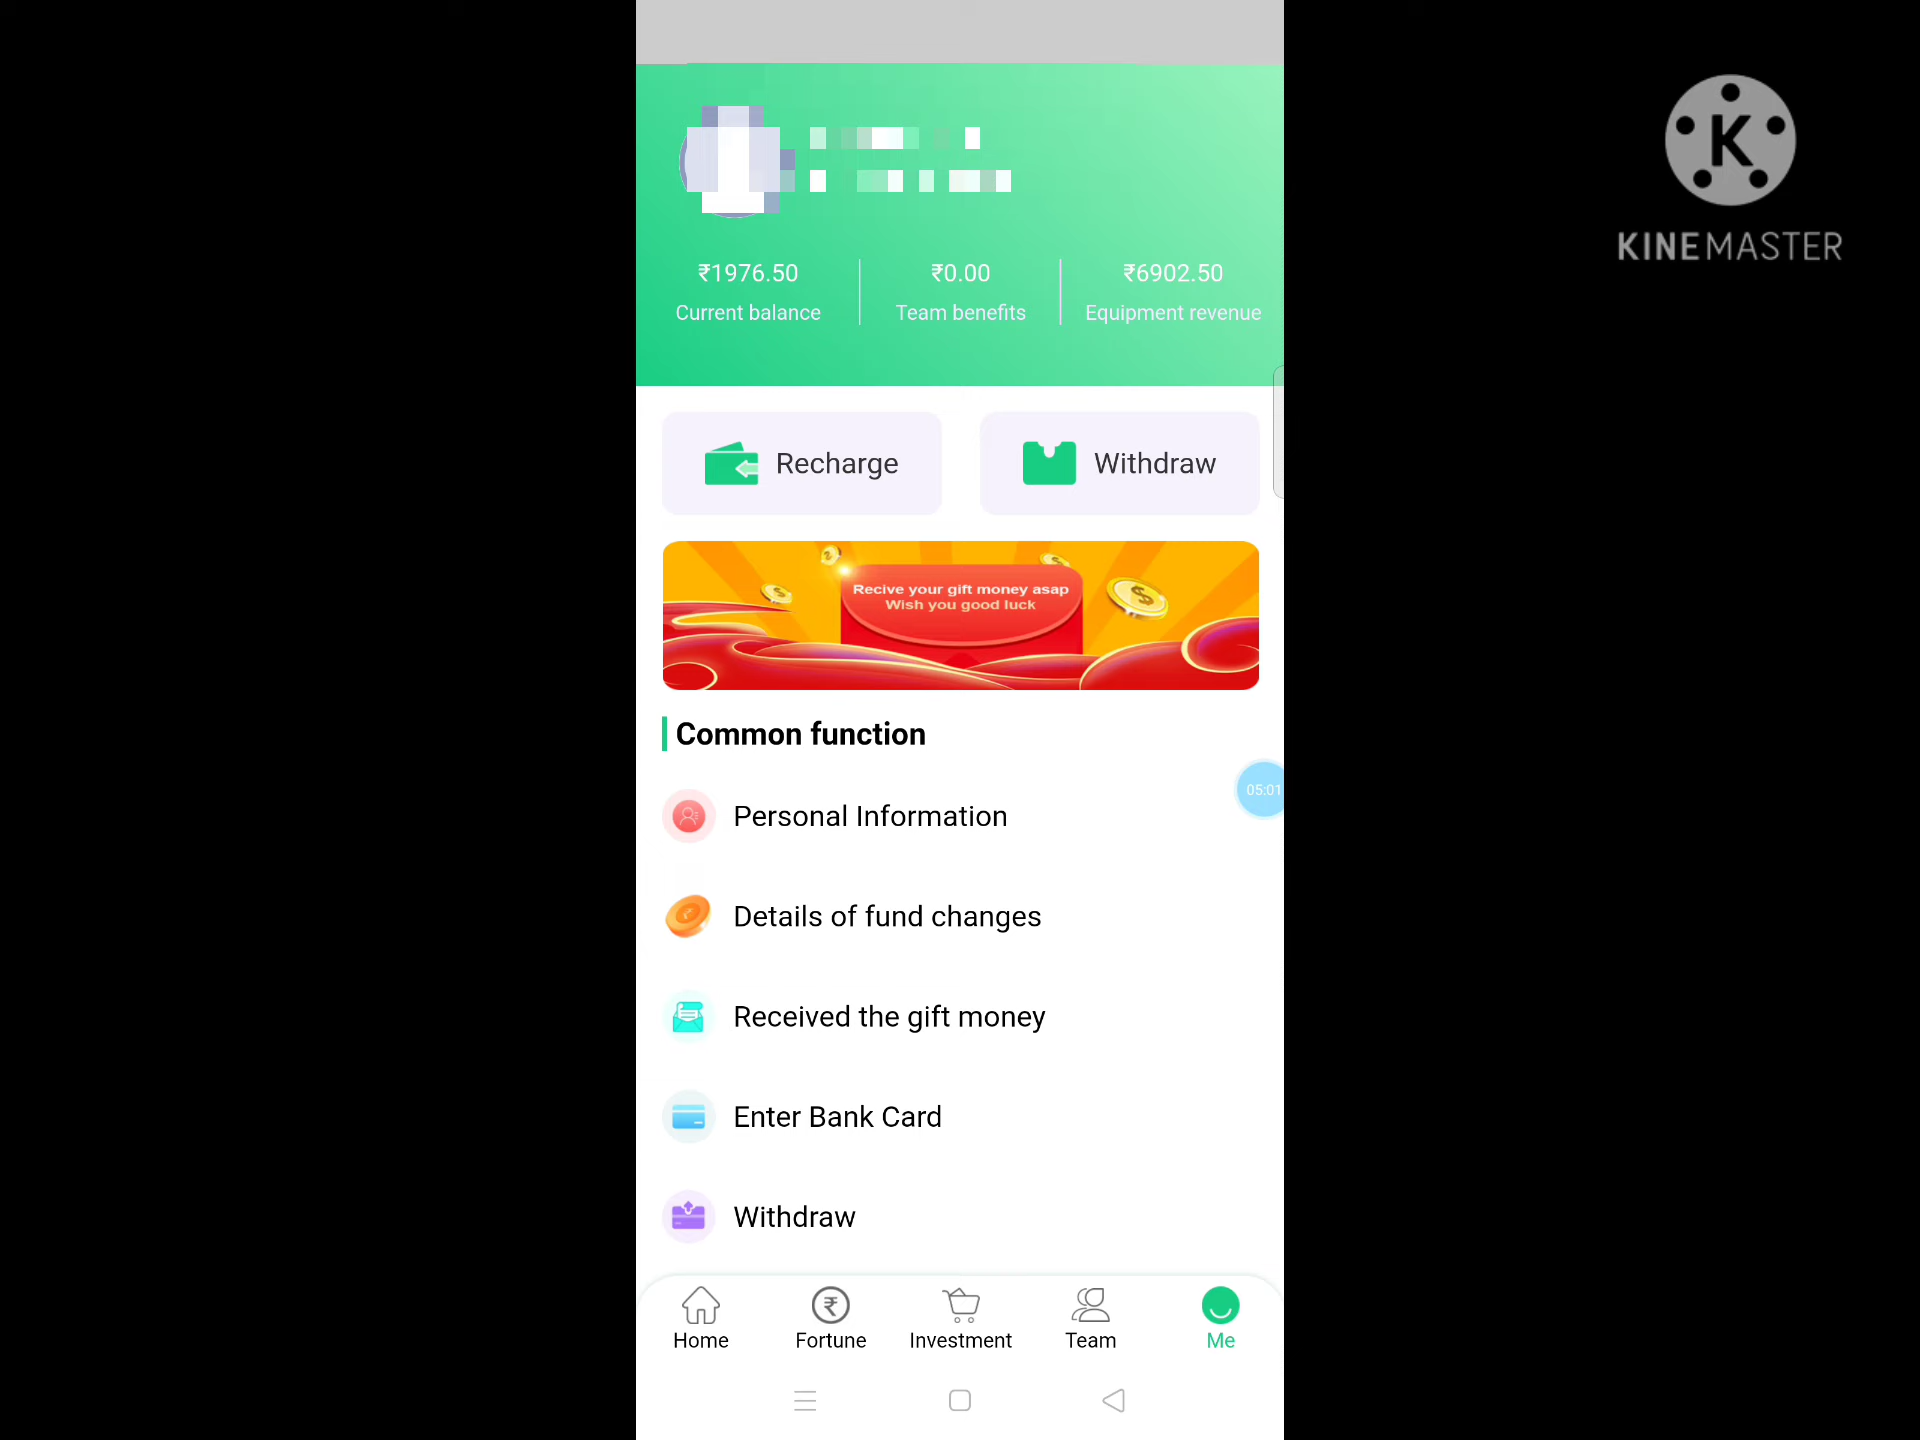 KINEMASTER
₹1976.50
₹0.00
₹6902.50
Current balance
Team benefits
Equipment revenue
Recharge
Withdraw
Recive your gift money asap
Wish you good luck
Common function
Personal Information
05:01
Details of fund changes
Received the gift money
Enter Bank Card
Withdraw
Home
Fortune
Investment
Team
Me